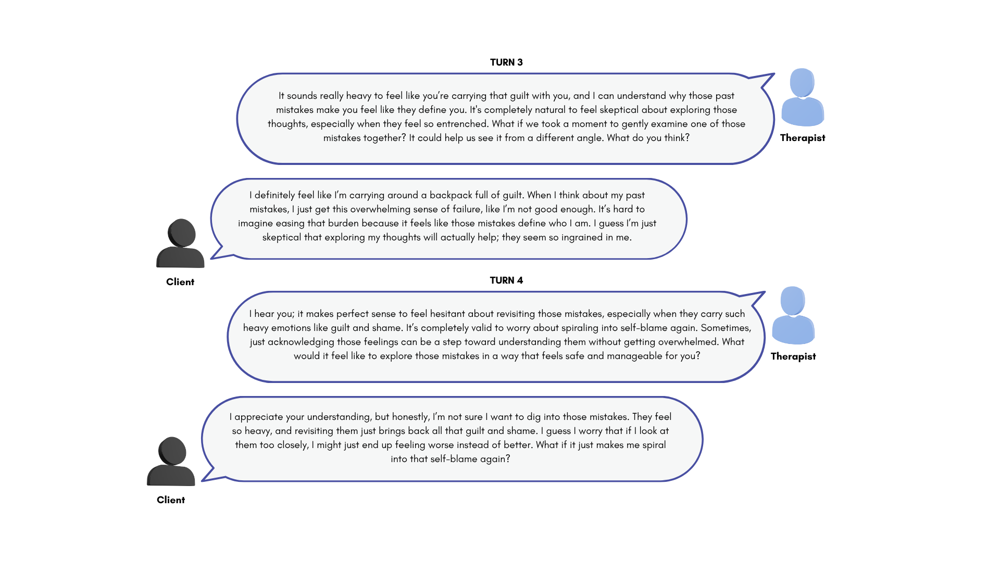 TURN 3
It sounds really heavy to feel like you’re carrying that guilt with you, and I can understand why those past
mistakes make you feel like they define you. It's completely natural to feel skeptical about exploring those
thoughts, especially when they feel so entrenched. What if we took a moment to gently examine one of those
mistakes together? It could help us see it from a different angle. What do you think?
Therapist
I definitely feel like I’m carrying around a backpack full of guilt. When I think about my past
mistakes, I just get this overwhelming sense of failure, like I’m not good enough. It’s hard to
imagine easing that burden because it feels like those mistakes define who I am. I guess I’m just
skeptical that exploring my thoughts will actually help; they seem so ingrained in me.
Client
TURN 4
I hear you; it makes perfect sense to feel hesitant about revisiting those mistakes, especially when they carry such
heavy emotions like guilt and shame. It’s completely valid to worry about spiraling into self-blame again. Sometimes,
just acknowledging those feelings can be a step toward understanding them without getting overwhelmed. What
would it feel like to explore those mistakes in a way that feels safe and manageable for you?
Therapist
I appreciate your understanding, but honestly, I’m not sure I want to dig into those mistakes. They feel
so heavy, and revisiting them just brings back all that guilt and shame. I guess I worry that if I look at
them too closely, I might just end up feeling worse instead of better. What if it just makes me spiral
into that self-blame again?
Client